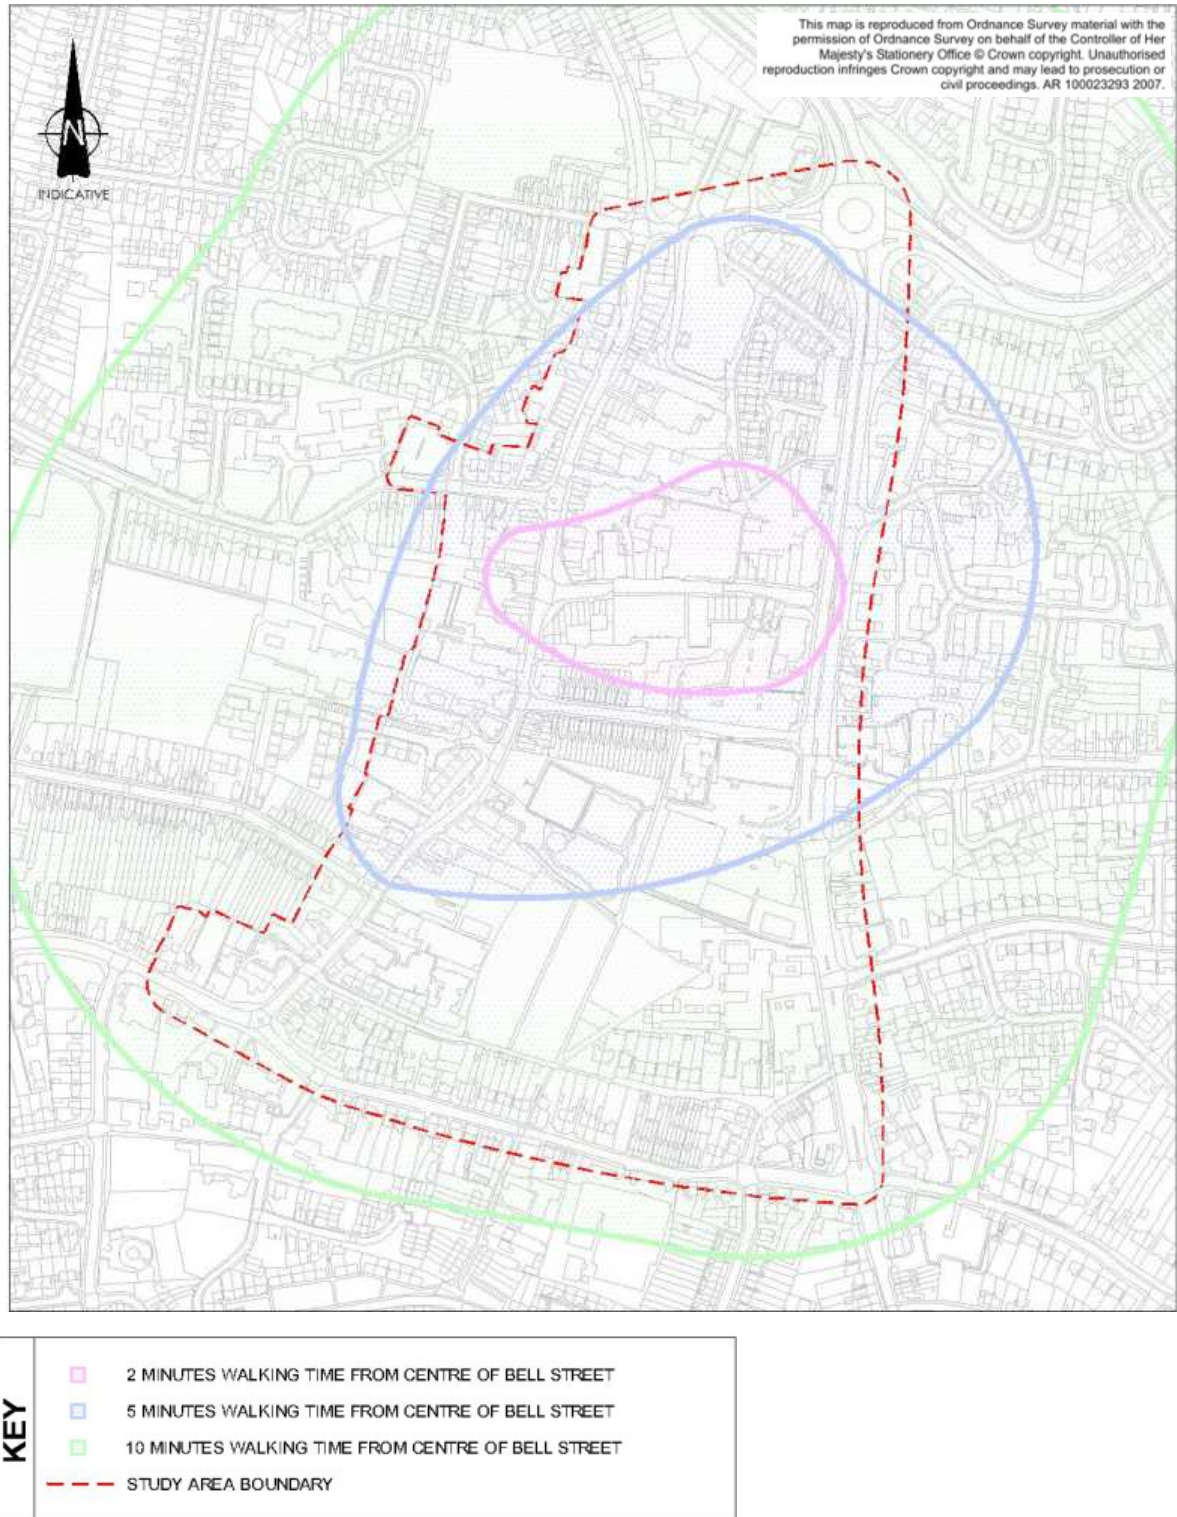 This map is reproduced from Ordnance Survey material with the
permission of Ordnance Survey on behalf of the Controller of Her
Majesty's Stationery Office © Crown copyright. Unauthorised
reproduction infringes Crown copyright and may lead to prosecution or
civil proceedings. AR 100023293 2007.
N
INDICATIVE
KEY
2 MINUTES WALKING TIME FROM CENTRE OF BELL STREET
5 MINUTES WALKING TIME FROM CENTRE OF BELL STREET
10 MINUTES WALKING TIME FROM CENTRE OF BELL STREET
STUDY AREA BOUNDARY